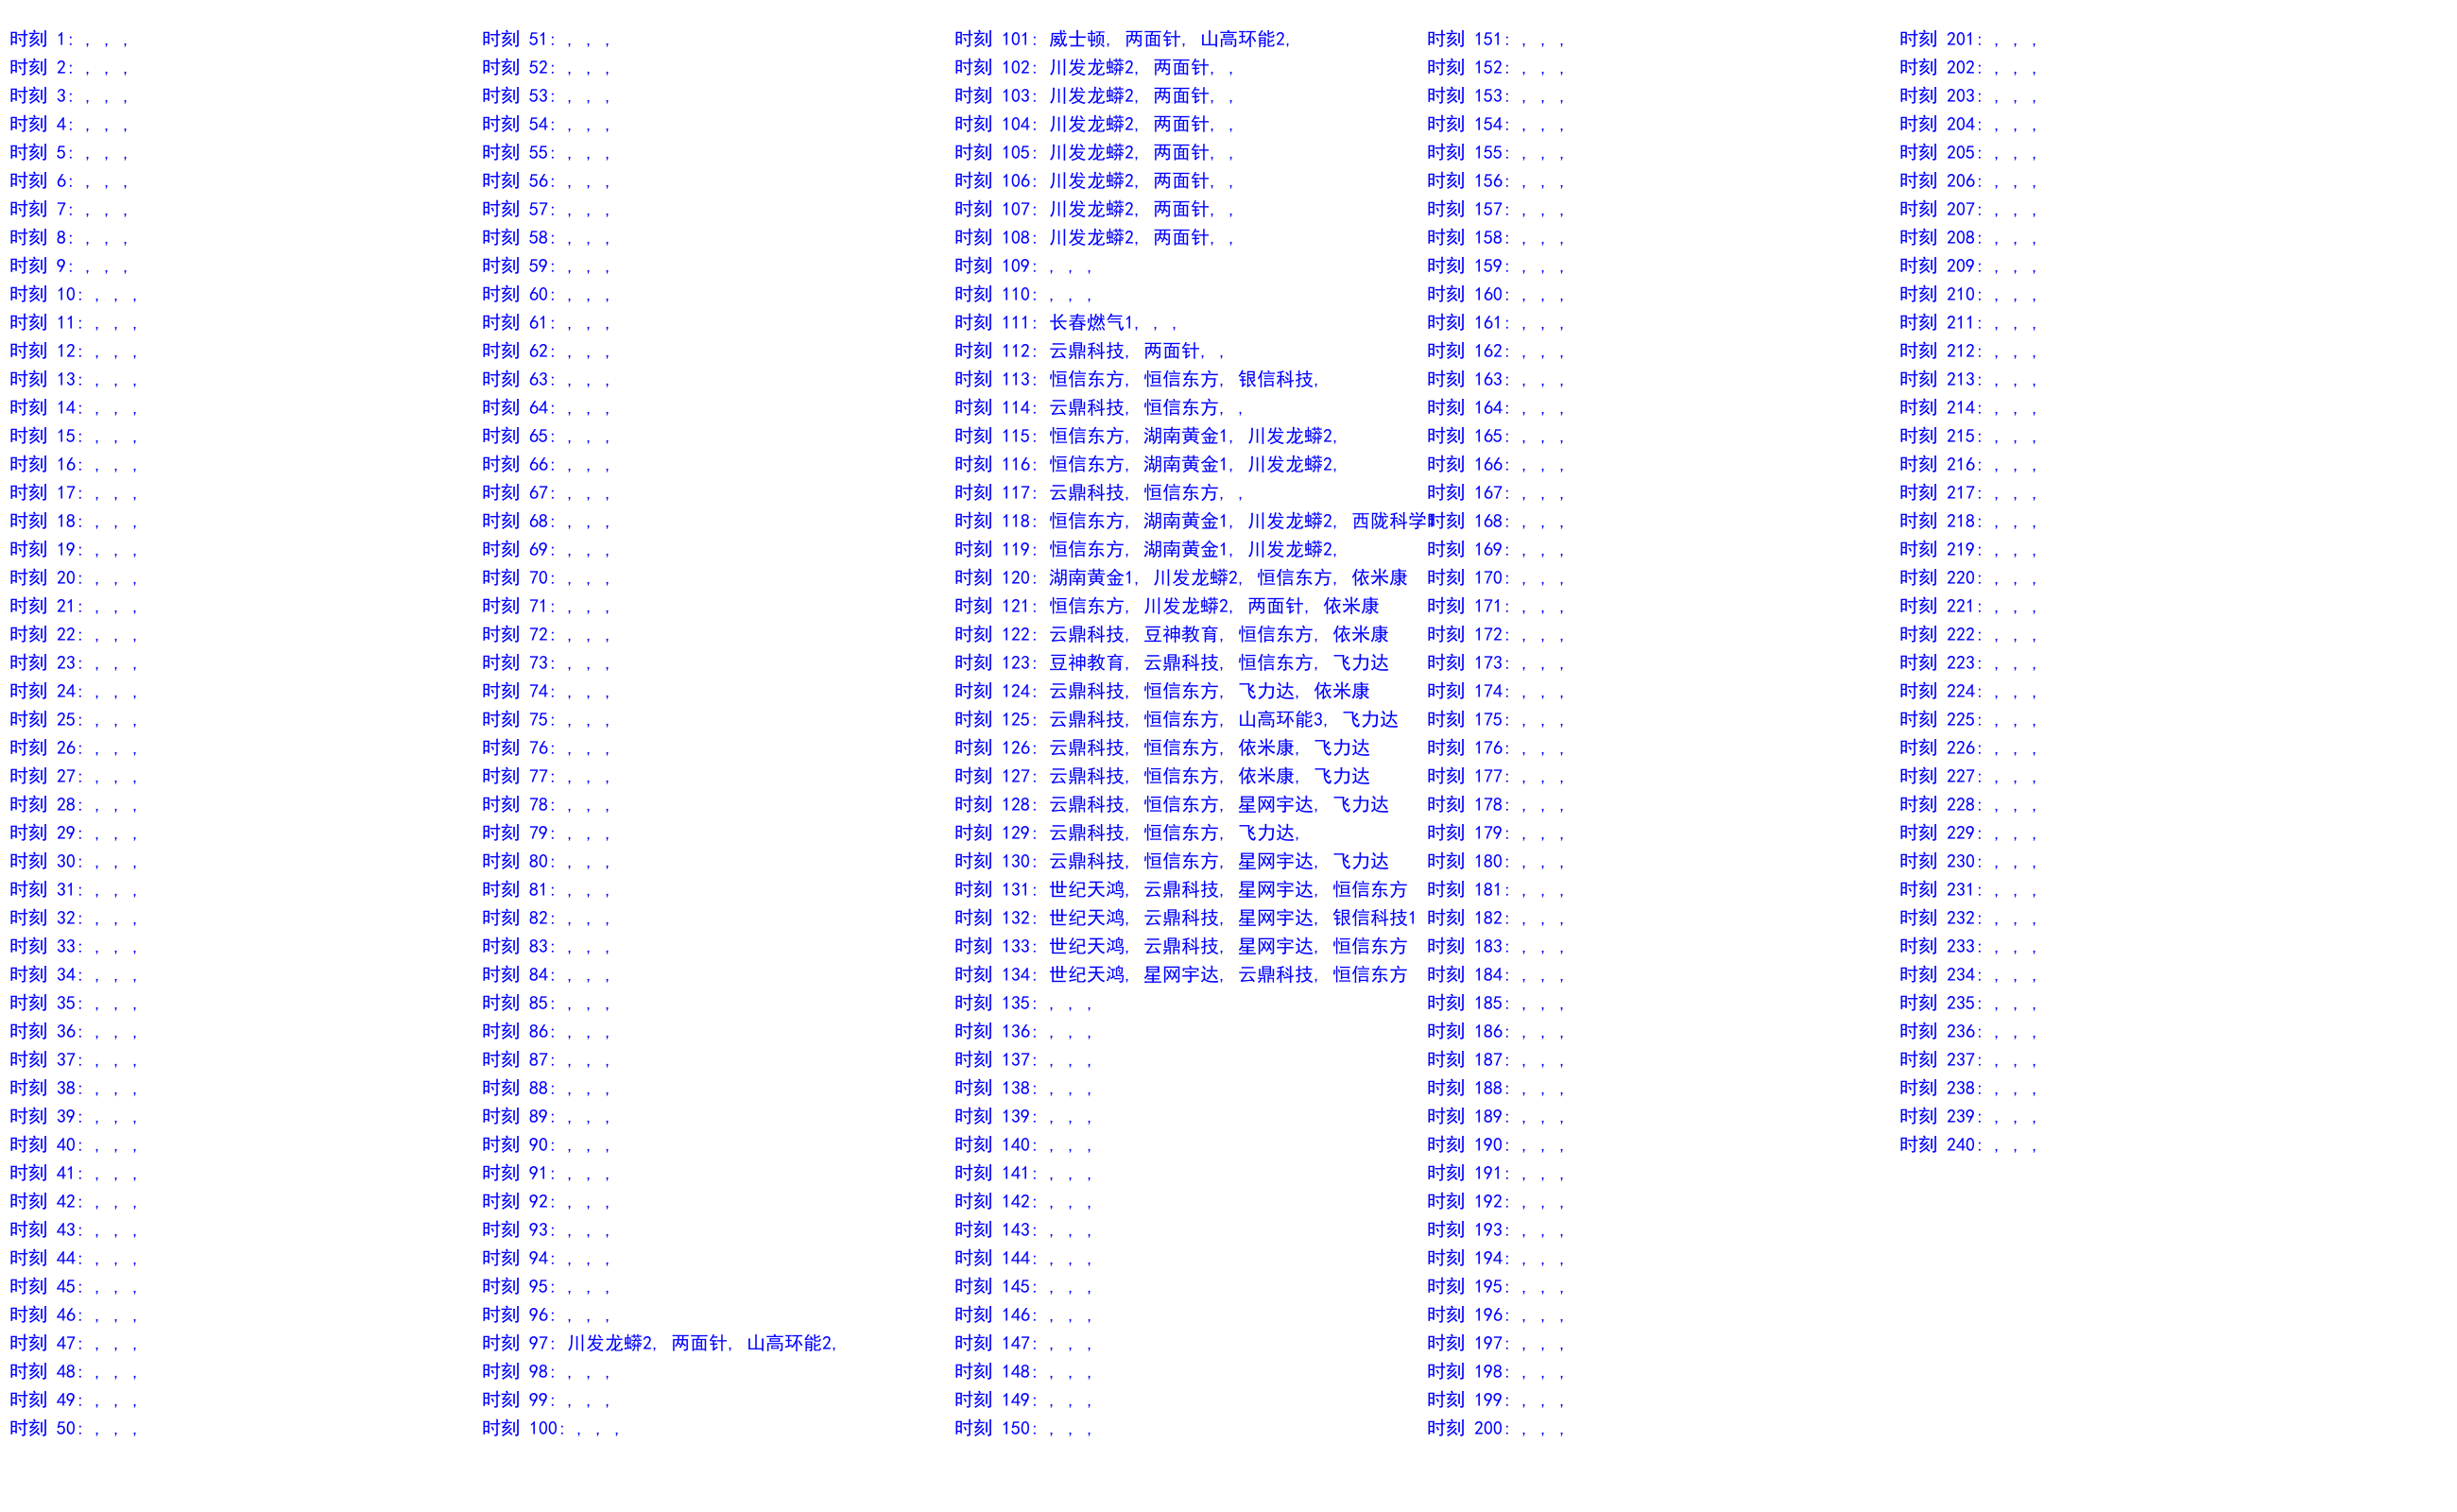 时刻 1: , , ,
时刻 2: , , ,
时刻 3: , , ,
时刻 4: , , ,
时刻 5: , , ,
时刻 6: , , ,
时刻 7: , , ,
时刻 8: , , ,
时刻 9: , , ,
时刻 10: , , ,
时刻 11: , , ,
时刻 12: , , ,
时刻 13: , , ,
时刻 14: , , ,
时刻 15: , , ,
时刻 16: , , ,
时刻 17: , , ,
时刻 18: , , ,
时刻 19: , , ,
时刻 20: , , ,
时刻 21: , , ,
时刻 22: , , ,
时刻 23: , , ,
时刻 24: , , ,
时刻 25: , , ,
时刻 26: , , ,
时刻 27: , , ,
时刻 28: , , ,
时刻 29: , , ,
时刻 30: , , ,
时刻 31: , , ,
时刻 32: , , ,
时刻 33: , , ,
时刻 34: , , ,
时刻 35: , , ,
时刻 36: , , ,
时刻 37: , , ,
时刻 38: , , ,
时刻 39: , , ,
时刻 40: , , ,
时刻 41: , , ,
时刻 42: , , ,
时刻 43: , , ,
时刻 44: , , ,
时刻 45: , , ,
时刻 46: , , ,
时刻 47: , , ,
时刻 48: , , ,
时刻 49: , , ,
时刻 50: , , ,
时刻 51: , , ,
时刻 52: , , ,
时刻 53: , , ,
时刻 54: , , ,
时刻 55: , , ,
时刻 56: , , ,
时刻 57: , , ,
时刻 58: , , ,
时刻 59: , , ,
时刻 60: , , ,
时刻 61: , , ,
时刻 62: , , ,
时刻 63: , , ,
时刻 64: , , ,
时刻 65: , , ,
时刻 66: , , ,
时刻 67: , , ,
时刻 68: , , ,
时刻 69: , , ,
时刻 70: , , ,
时刻 71: , , ,
时刻 72: , , ,
时刻 73: , , ,
时刻 74: , , ,
时刻 75: , , ,
时刻 76: , , ,
时刻 77: , , ,
时刻 78: , , ,
时刻 79: , , ,
时刻 80: , , ,
时刻 81: , , ,
时刻 82: , , ,
时刻 83: , , ,
时刻 84: , , ,
时刻 85: , , ,
时刻 86: , , ,
时刻 87: , , ,
时刻 88: , , ,
时刻 89: , , ,
时刻 90: , , ,
时刻 91: , , ,
时刻 92: , , ,
时刻 93: , , ,
时刻 94: , , ,
时刻 95: , , ,
时刻 96: , , ,
时刻 97: 川发龙蟒2, 两面针, 山高环能2,
时刻 98: , , ,
时刻 99: , , ,
时刻 100: , , ,
时刻 101: 威士顿, 两面针, 山高环能2,
时刻 102: 川发龙蟒2, 两面针, ,
时刻 103: 川发龙蟒2, 两面针, ,
时刻 104: 川发龙蟒2, 两面针, ,
时刻 105: 川发龙蟒2, 两面针, ,
时刻 106: 川发龙蟒2, 两面针, ,
时刻 107: 川发龙蟒2, 两面针, ,
时刻 108: 川发龙蟒2, 两面针, ,
时刻 109: , , ,
时刻 110: , , ,
时刻 111: 长春燃气1, , ,
时刻 112: 云鼎科技, 两面针, ,
时刻 113: 恒信东方, 恒信东方, 银信科技,
时刻 114: 云鼎科技, 恒信东方, ,
时刻 115: 恒信东方, 湖南黄金1, 川发龙蟒2,
时刻 116: 恒信东方, 湖南黄金1, 川发龙蟒2,
时刻 117: 云鼎科技, 恒信东方, ,
时刻 118: 恒信东方, 湖南黄金1, 川发龙蟒2, 西陇科学
时刻 119: 恒信东方, 湖南黄金1, 川发龙蟒2,
时刻 120: 湖南黄金1, 川发龙蟒2, 恒信东方, 依米康
时刻 121: 恒信东方, 川发龙蟒2, 两面针, 依米康
时刻 122: 云鼎科技, 豆神教育, 恒信东方, 依米康
时刻 123: 豆神教育, 云鼎科技, 恒信东方, 飞力达
时刻 124: 云鼎科技, 恒信东方, 飞力达, 依米康
时刻 125: 云鼎科技, 恒信东方, 山高环能3, 飞力达
时刻 126: 云鼎科技, 恒信东方, 依米康, 飞力达
时刻 127: 云鼎科技, 恒信东方, 依米康, 飞力达
时刻 128: 云鼎科技, 恒信东方, 星网宇达, 飞力达
时刻 129: 云鼎科技, 恒信东方, 飞力达,
时刻 130: 云鼎科技, 恒信东方, 星网宇达, 飞力达
时刻 131: 世纪天鸿, 云鼎科技, 星网宇达, 恒信东方
时刻 132: 世纪天鸿, 云鼎科技, 星网宇达, 银信科技1
时刻 133: 世纪天鸿, 云鼎科技, 星网宇达, 恒信东方
时刻 134: 世纪天鸿, 星网宇达, 云鼎科技, 恒信东方
时刻 135: , , ,
时刻 136: , , ,
时刻 137: , , ,
时刻 138: , , ,
时刻 139: , , ,
时刻 140: , , ,
时刻 141: , , ,
时刻 142: , , ,
时刻 143: , , ,
时刻 144: , , ,
时刻 145: , , ,
时刻 146: , , ,
时刻 147: , , ,
时刻 148: , , ,
时刻 149: , , ,
时刻 150: , , ,
时刻 151: , , ,
时刻 152: , , ,
时刻 153: , , ,
时刻 154: , , ,
时刻 155: , , ,
时刻 156: , , ,
时刻 157: , , ,
时刻 158: , , ,
时刻 159: , , ,
时刻 160: , , ,
时刻 161: , , ,
时刻 162: , , ,
时刻 163: , , ,
时刻 164: , , ,
时刻 165: , , ,
时刻 166: , , ,
时刻 167: , , ,
时刻 168: , , ,
时刻 169: , , ,
时刻 170: , , ,
时刻 171: , , ,
时刻 172: , , ,
时刻 173: , , ,
时刻 174: , , ,
时刻 175: , , ,
时刻 176: , , ,
时刻 177: , , ,
时刻 178: , , ,
时刻 179: , , ,
时刻 180: , , ,
时刻 181: , , ,
时刻 182: , , ,
时刻 183: , , ,
时刻 184: , , ,
时刻 185: , , ,
时刻 186: , , ,
时刻 187: , , ,
时刻 188: , , ,
时刻 189: , , ,
时刻 190: , , ,
时刻 191: , , ,
时刻 192: , , ,
时刻 193: , , ,
时刻 194: , , ,
时刻 195: , , ,
时刻 196: , , ,
时刻 197: , , ,
时刻 198: , , ,
时刻 199: , , ,
时刻 200: , , ,
时刻 201: , , ,
时刻 202: , , ,
时刻 203: , , ,
时刻 204: , , ,
时刻 205: , , ,
时刻 206: , , ,
时刻 207: , , ,
时刻 208: , , ,
时刻 209: , , ,
时刻 210: , , ,
时刻 211: , , ,
时刻 212: , , ,
时刻 213: , , ,
时刻 214: , , ,
时刻 215: , , ,
时刻 216: , , ,
时刻 217: , , ,
时刻 218: , , ,
时刻 219: , , ,
时刻 220: , , ,
时刻 221: , , ,
时刻 222: , , ,
时刻 223: , , ,
时刻 224: , , ,
时刻 225: , , ,
时刻 226: , , ,
时刻 227: , , ,
时刻 228: , , ,
时刻 229: , , ,
时刻 230: , , ,
时刻 231: , , ,
时刻 232: , , ,
时刻 233: , , ,
时刻 234: , , ,
时刻 235: , , ,
时刻 236: , , ,
时刻 237: , , ,
时刻 238: , , ,
时刻 239: , , ,
时刻 240: , , ,